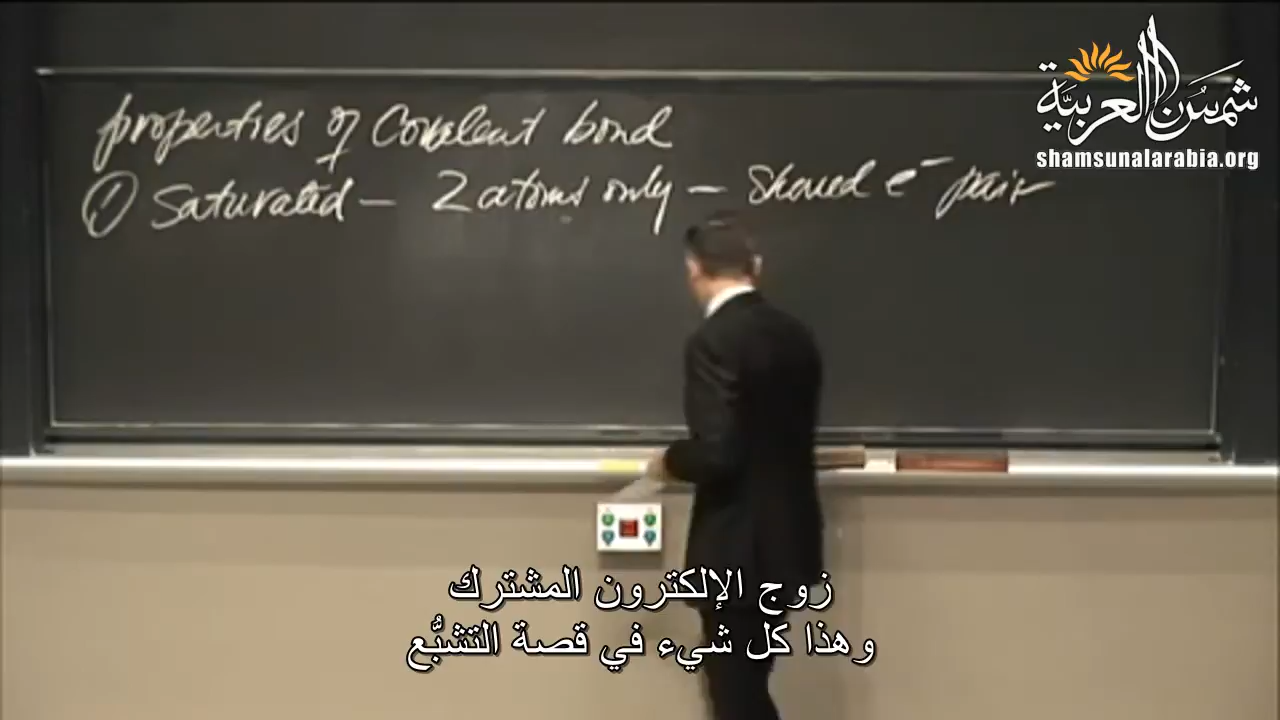 شمسُ العربيّة
shamsunalarabia.org
properties of Covalent bond
① Saturated – 2 atoms only – Shared e⁻ pair
زوج الإلكترون المشترك
وهذا كل شيء في قصة التشبُّع